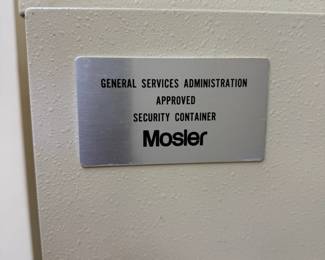 GENERAL SERVICES ADMINISTRATION
APPROVED
SECURITY CONTAINER
Mosler